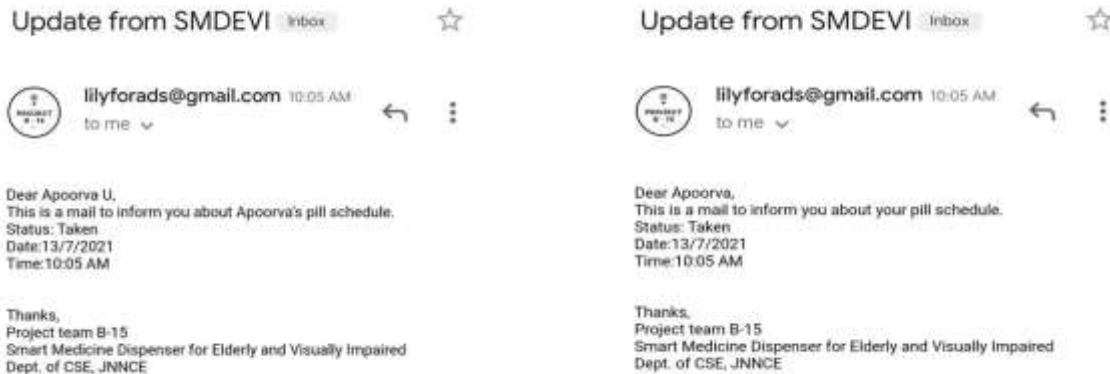 Update from SMDEVI Inbox
lilyforads@gmail.com 10:05 AM
to me
PROJECT
B - 15
Dear Apoorva U,
This is a mail to inform you about Apoorva's pill schedule.
Status: Taken
Date:13/7/2021
Time:10:05 AM
Thanks,
Project team B-15
Smart Medicine Dispenser for Elderly and Visually Impaired
Dept. of CSE, JNNCE
Update from SMDEVI Inbox
lilyforads@gmail.com 10:05 AM
to me
PROJECT
B - 15
Dear Apoorva,
This is a mail to inform you about your pill schedule.
Status: Taken
Date:13/7/2021
Time:10:05 AM
Thanks,
Project team B-15
Smart Medicine Dispenser for Elderly and Visually Impaired
Dept. of CSE, JNNCE